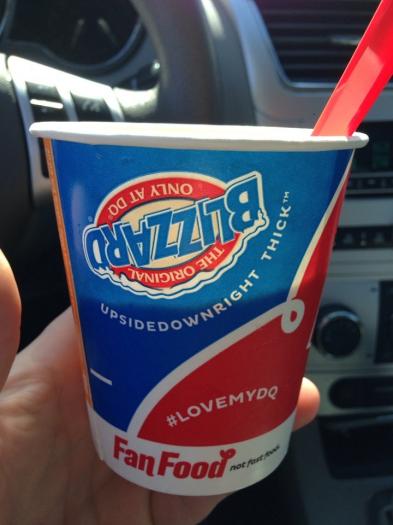 THE ORIGINAL
BLIZZARD®
ONLY AT DQ®
UPSIDEDOWNRIGHT THICK™
#LOVEMYDQ
FanFood not fast food.